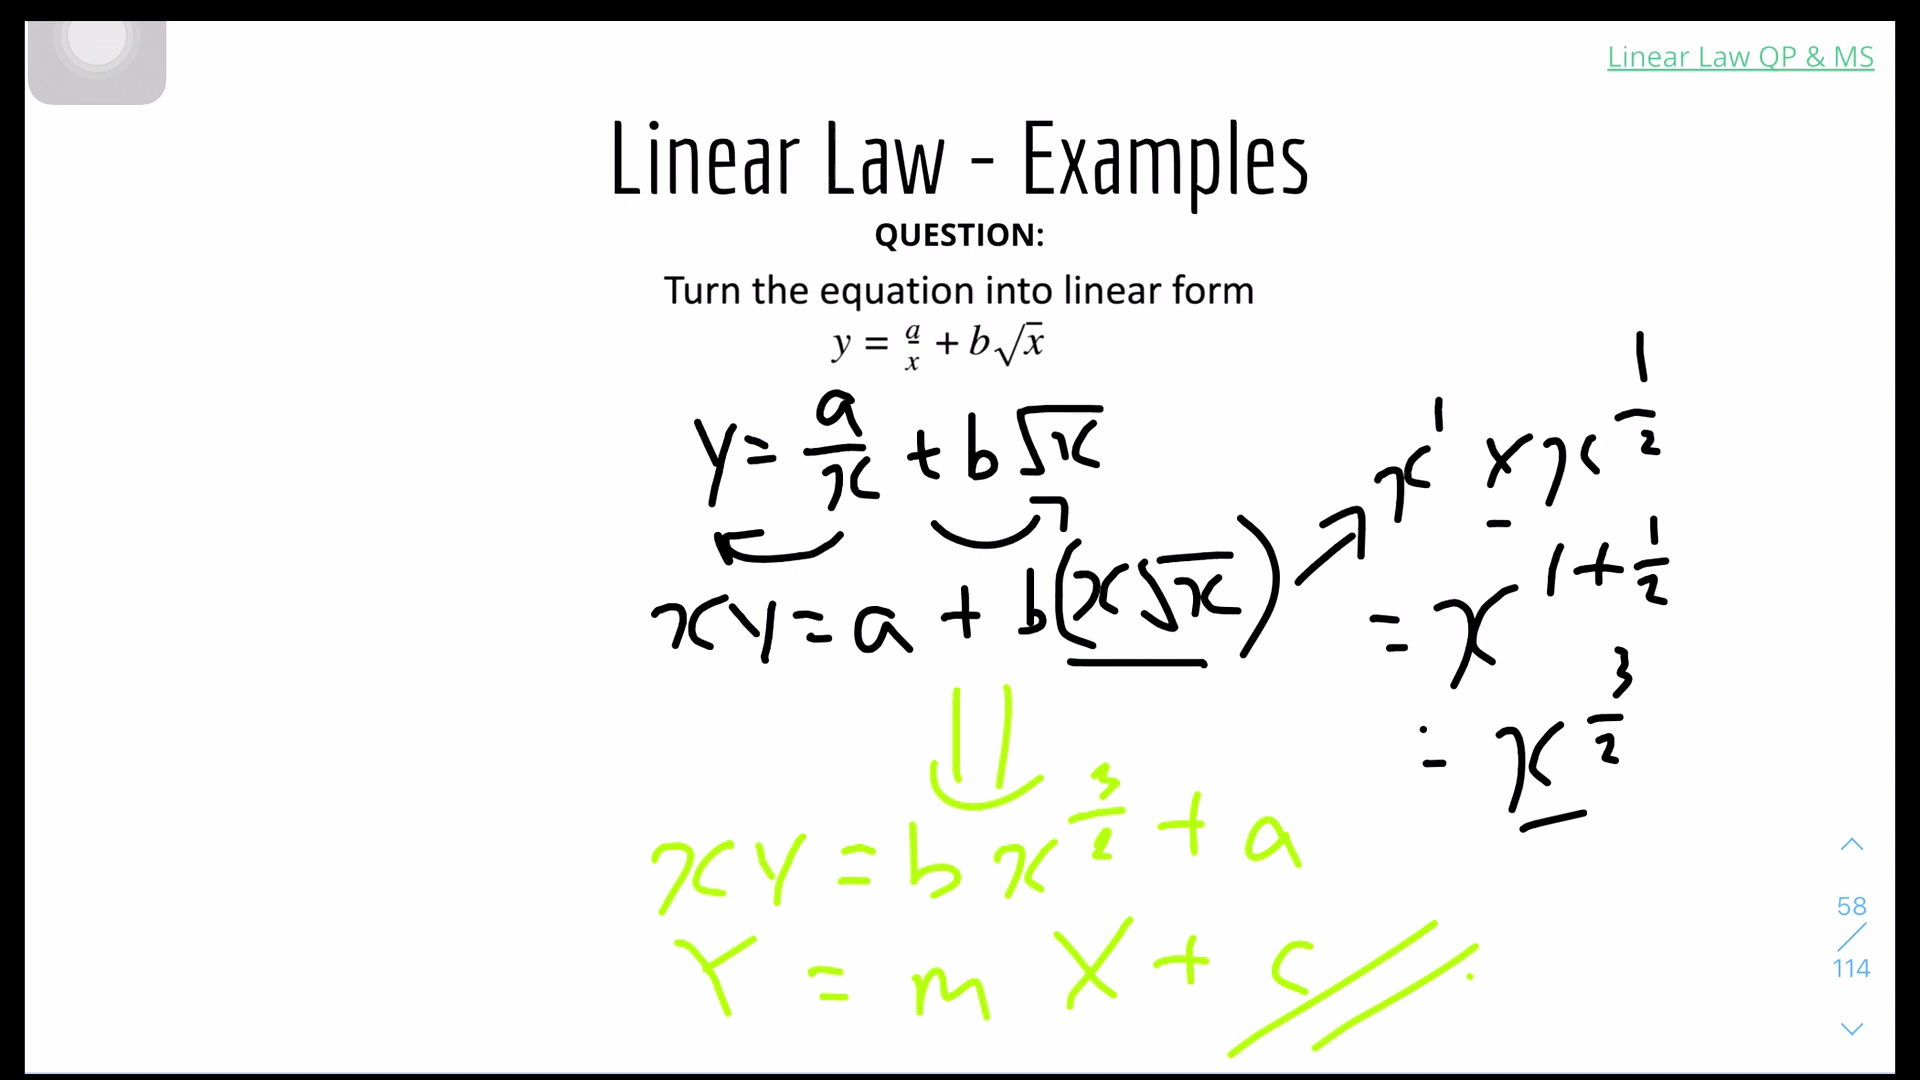 Linear Law QP & MS
Linear Law - Examples
QUESTION:
Turn the equation into linear form
y = a/x + b√x
y = a/x + b√x
xy = a + b(x√x)
x^1 × x^1/2
= x^1+1/2
= x^3/2
xy = bx^3/2 + a
Y = mX + c
58
/
114